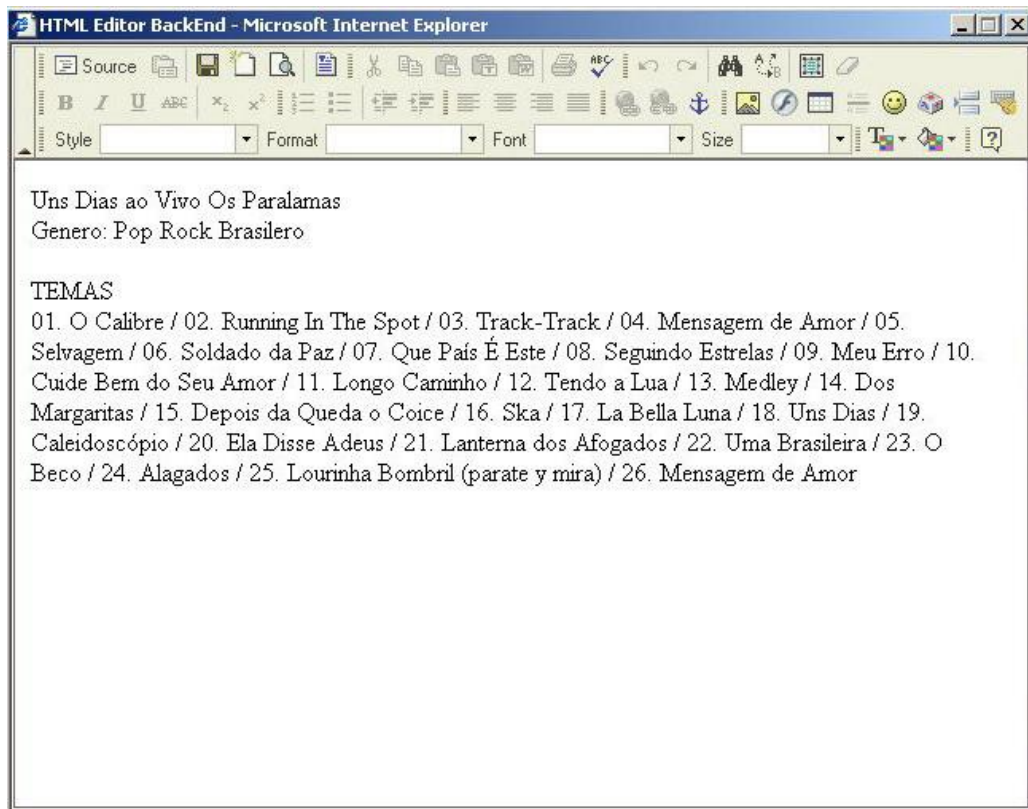 HTML Editor BackEnd - Microsoft Internet Explorer
Source
B I U ABC x₂ x²
Style Format Font Size
Uns Dias ao Vivo Os Paralamas
Genero: Pop Rock Brasilero
TEMAS
01. O Calibre / 02. Running In The Spot / 03. Track-Track / 04. Mensagem de Amor / 05.
Selvagem / 06. Soldado da Paz / 07. Que País É Este / 08. Seguindo Estrelas / 09. Meu Erro / 10.
Cuide Bem do Seu Amor / 11. Longo Caminho / 12. Tendo a Lua / 13. Medley / 14. Dos
Margaritas / 15. Depois da Queda o Coice / 16. Ska / 17. La Bella Luna / 18. Uns Dias / 19.
Caleidoscópio / 20. Ela Disse Adeus / 21. Lanterna dos Afogados / 22. Uma Brasileira / 23. O
Beco / 24. Alagados / 25. Lourinha Bombril (parate y mira) / 26. Mensagem de Amor